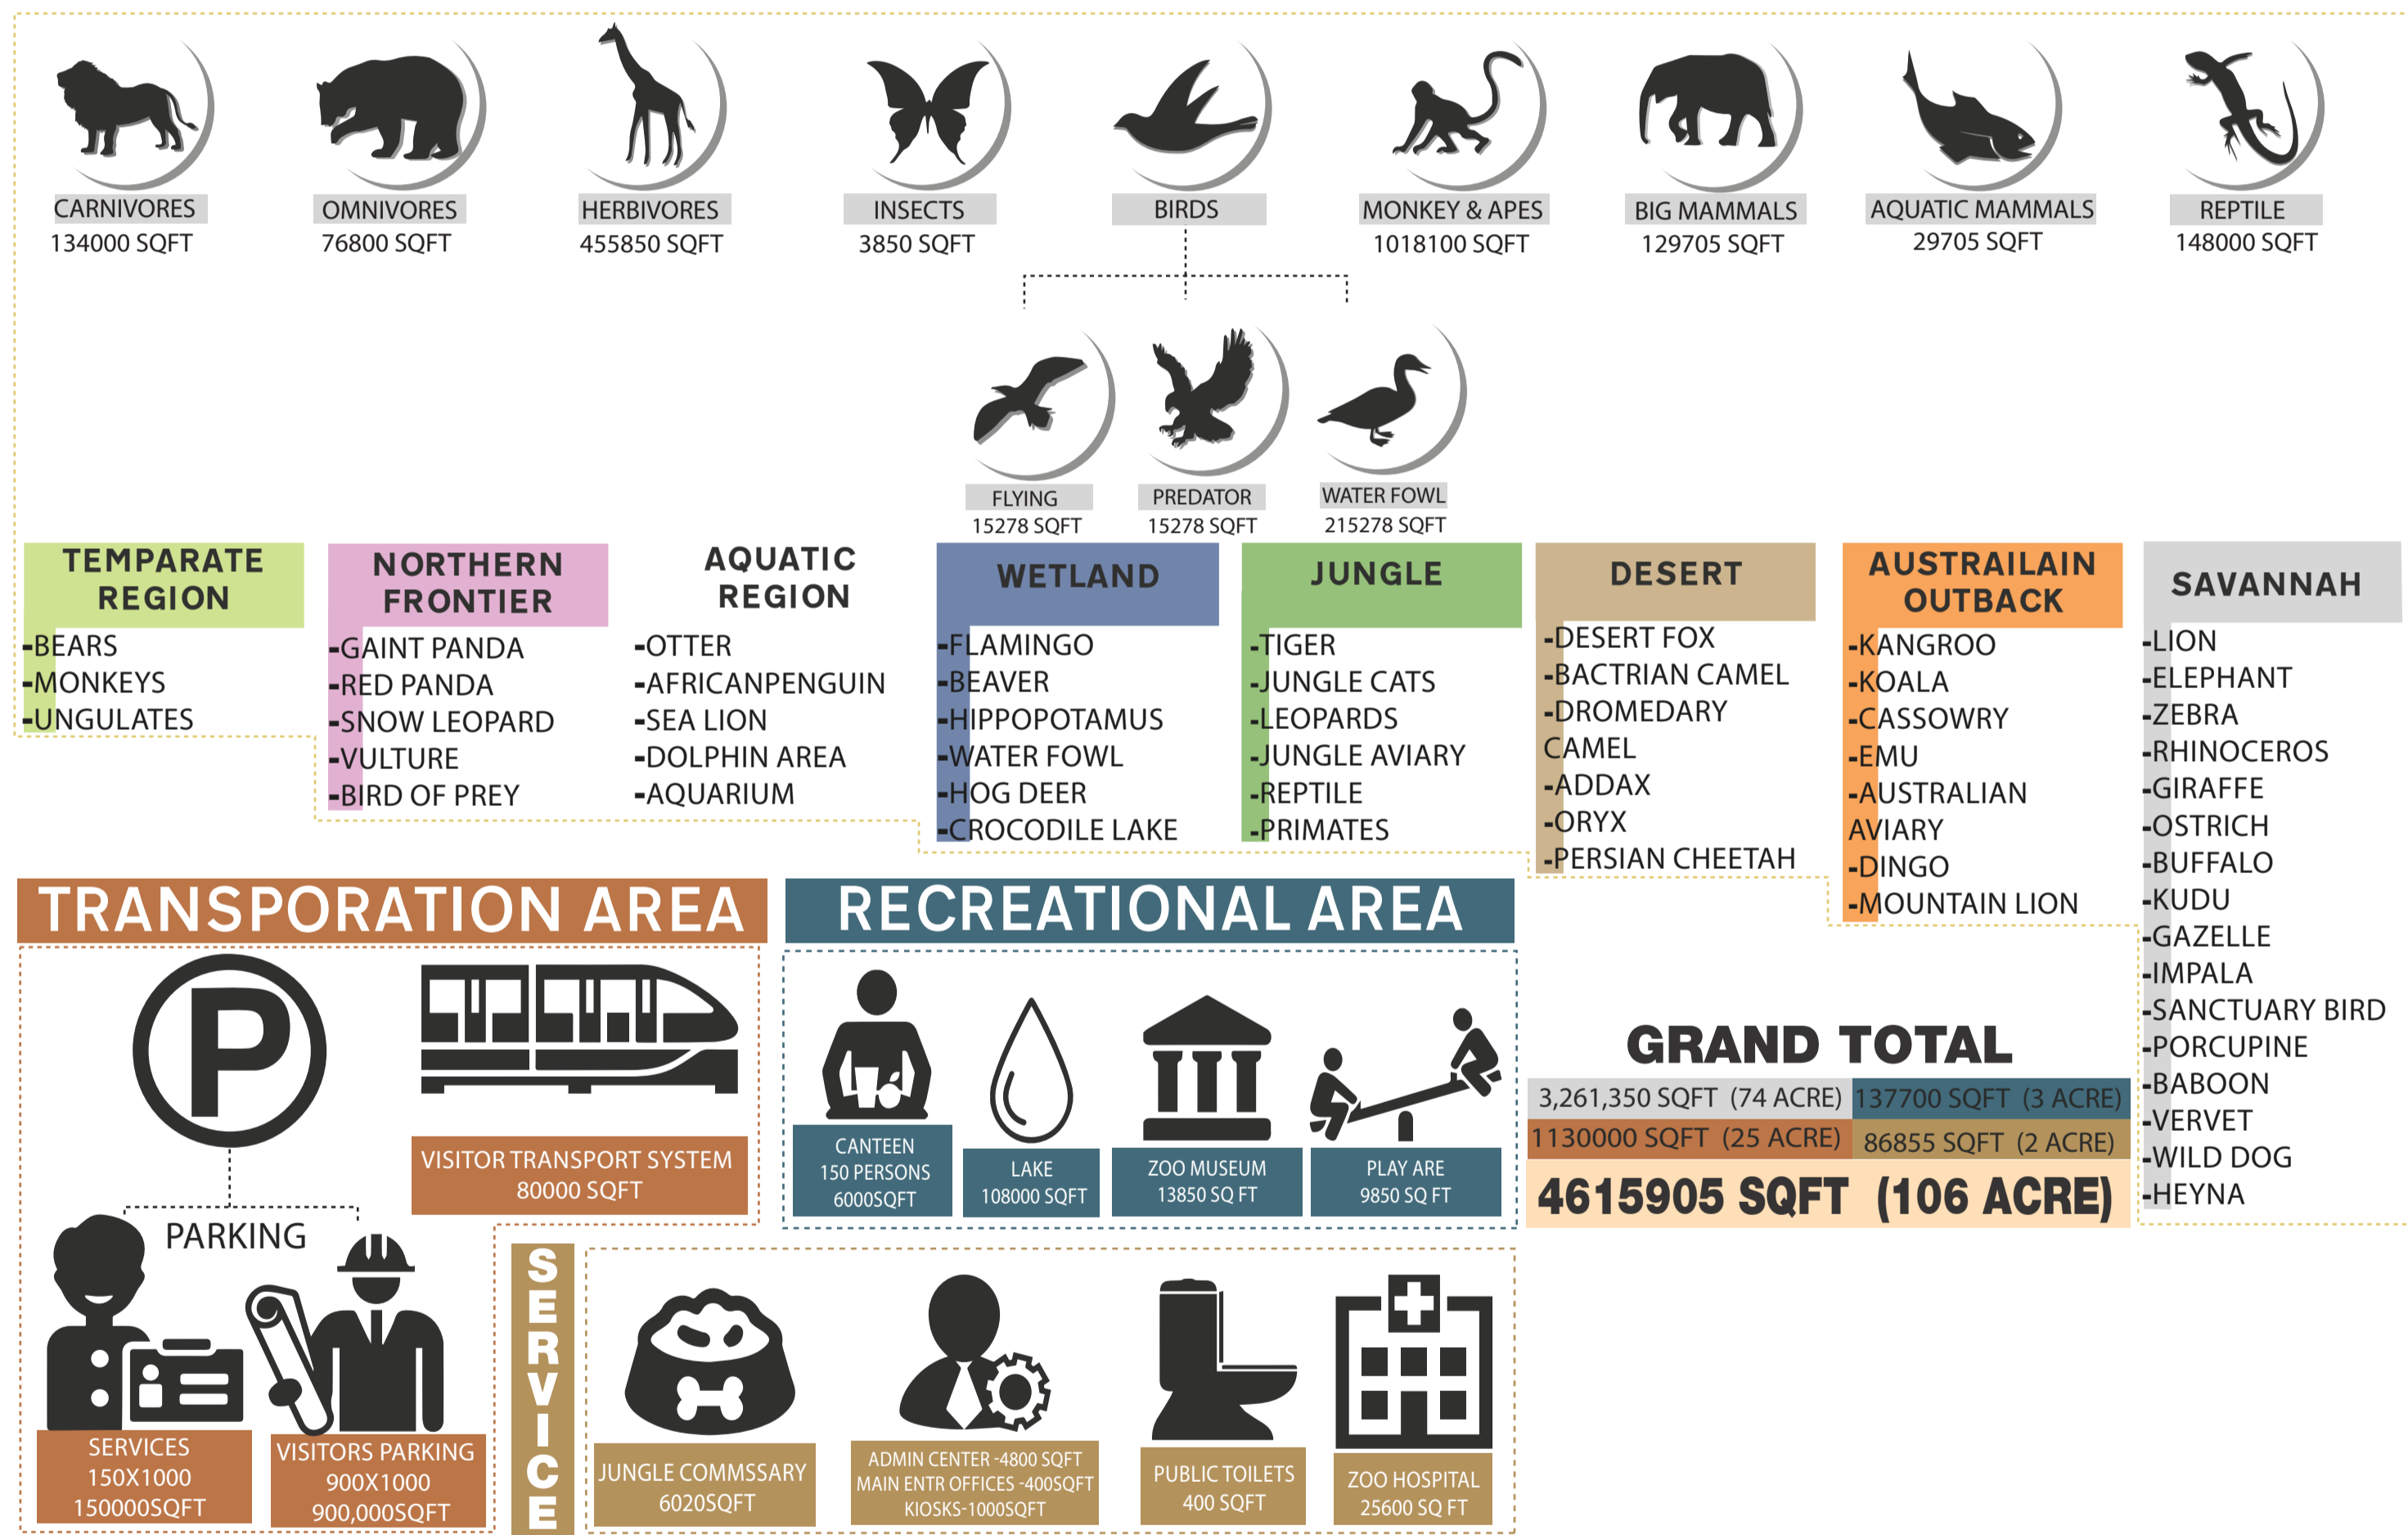 CARNIVORES
134000 SQFT
OMNIVORES
76800 SQFT
HERBIVORES
455850 SQFT
INSECTS
3850 SQFT
BIRDS
MONKEY & APES
1018100 SQFT
BIG MAMMALS
129705 SQFT
AQUATIC MAMMALS
29705 SQFT
REPTILE
148000 SQFT
FLYING
15278 SQFT
PREDATOR
15278 SQFT
WATER FOWL
215278 SQFT
TEMPARATE
REGION
-BEARS
-MONKEYS
-UNGULATES
NORTHERN
FRONTIER
-GAINT PANDA
-RED PANDA
-SNOW LEOPARD
-VULTURE
-BIRD OF PREY
AQUATIC
REGION
-OTTER
-AFRICANPENGUIN
-SEA LION
-DOLPHIN AREA
-AQUARIUM
WETLAND
-FLAMINGO
-BEAVER
-HIPPOPOTAMUS
-WATER FOWL
-HOG DEER
-CROCODILE LAKE
JUNGLE
-TIGER
-JUNGLE CATS
-LEOPARDS
-JUNGLE AVIARY
-REPTILE
-PRIMATES
DESERT
-DESERT FOX
-BACTRIAN CAMEL
-DROMEDARY
CAMEL
-ADDAX
-ORYX
-PERSIAN CHEETAH
AUSTRAILAIN
OUTBACK
-KANGROO
-KOALA
-CASSOWRY
-EMU
-AUSTRALIAN
AVIARY
-DINGO
-MOUNTAIN LION
SAVANNAH
-LION
-ELEPHANT
-ZEBRA
-RHINOCEROS
-GIRAFFE
-OSTRICH
-BUFFALO
-KUDU
-GAZELLE
-IMPALA
-SANCTUARY BIRD
-PORCUPINE
-BABOON
-VERVET
-WILD DOG
-HEYNA
TRANSPORATION AREA
P
VISITOR TRANSPORT SYSTEM
80000 SQFT
PARKING
SERVICES
150X1000
150000SQFT
VISITORS PARKING
900X1000
900,000SQFT
RECREATIONAL AREA
CANTEEN
150 PERSONS
6000SQFT
LAKE
108000 SQFT
ZOO MUSEUM
13850 SQ FT
PLAY ARE
9850 SQ FT
GRAND TOTAL
3,261,350 SQFT (74 ACRE)
137700 SQFT (3 ACRE)
1130000 SQFT (25 ACRE)
86855 SQFT (2 ACRE)
4615905 SQFT (106 ACRE)
SERVICE
JUNGLE COMMSSARY
6020SQFT
ADMIN CENTER -4800 SQFT
MAIN ENTR OFFICES -400SQFT
KIOSKS-1000SQFT
PUBLIC TOILETS
400 SQFT
ZOO HOSPITAL
25600 SQ FT